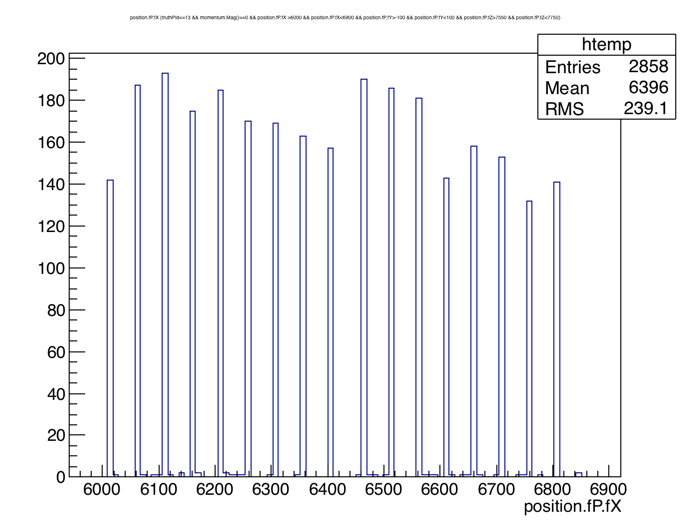 position.fP.fX {truthPid==13 && momentum.Mag()==0 && position.fP.fX >6000 && position.fP.fX<6900 && position.fP.fY>-100 && position.fP.fY<100 && position.fP.fZ>7550 && position.fP.fZ<7750}
htemp
Entries 2858
Mean 6396
RMS 239.1
200
180
160
140
120
100
80
60
40
20
0
6000 6100 6200 6300 6400 6500 6600 6700 6800 6900
position.fP.fX